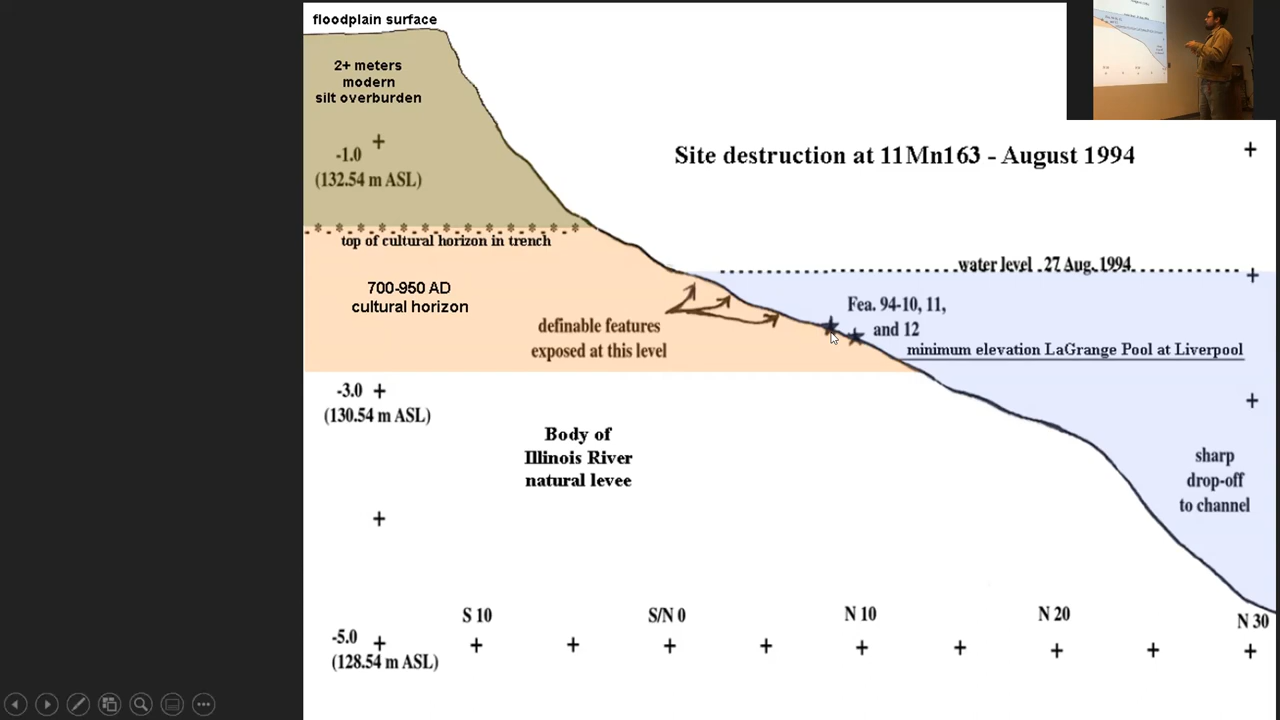 floodplain surface
2+ meters
modern
silt overburden
-1.0
(132.54 m ASL)
Site destruction at 11Mn163 - August 1994
top of cultural horizon in trench
water level 27 Aug. 1994
700-950 AD
cultural horizon
definable features
exposed at this level
Fea. 94-10, 11,
and 12
minimum elevation LaGrange Pool at Liverpool
-3.0
(130.54 m ASL)
Body of
Illinois River
natural levee
sharp
drop-off
to channel
S 10
S/N 0
N 10
N 20
N 30
-5.0
(128.54 m ASL)